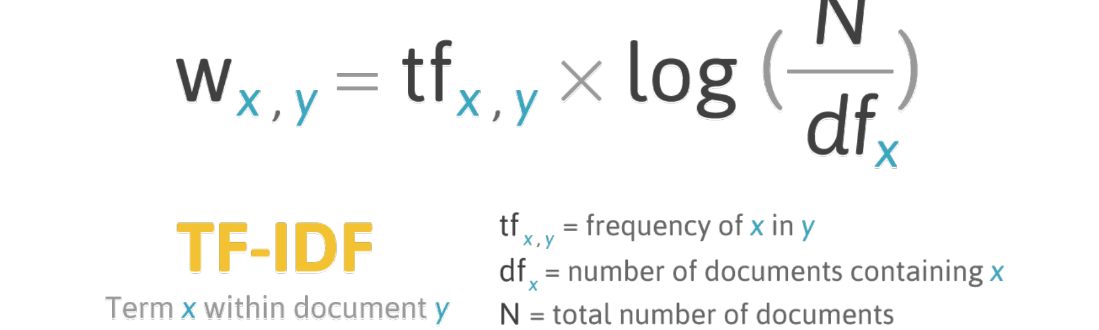 w x , y = tf x , y × log ( N / df x )
TF-IDF
Term x within document y
tf x , y = frequency of x in y
df x = number of documents containing x
N = total number of documents